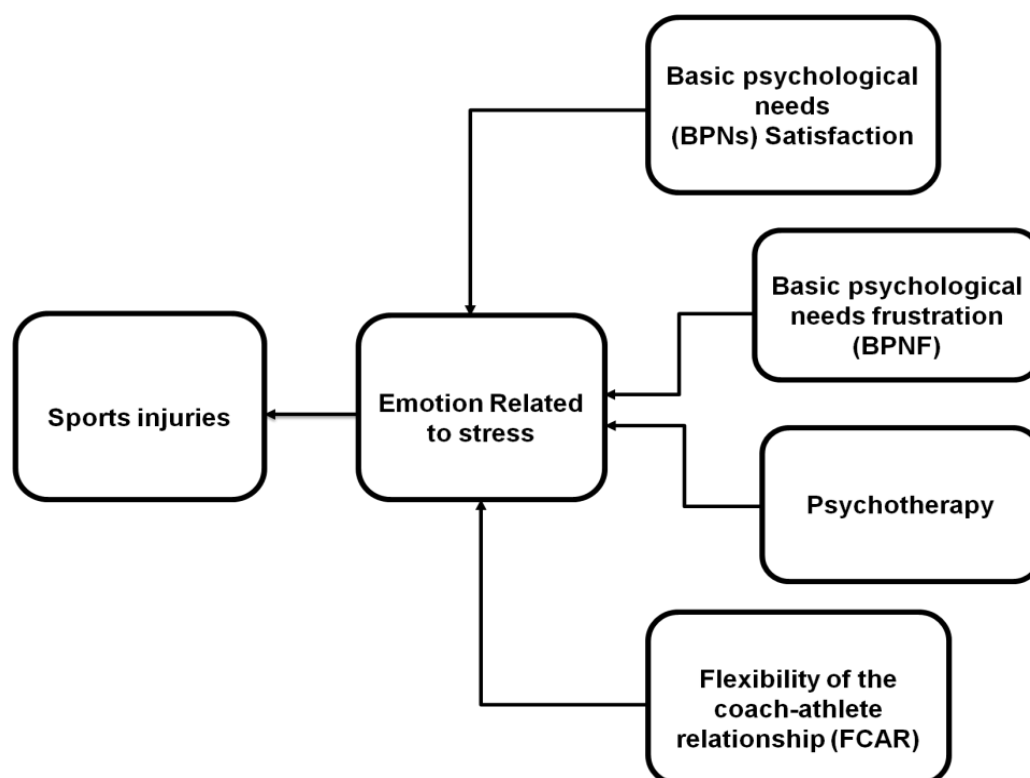 Basic psychological
needs
(BPNs) Satisfaction
Basic psychological
needs frustration
(BPNF)
Sports injuries
Emotion Related
to stress
Psychotherapy
Flexibility of the
coach-athlete
relationship (FCAR)